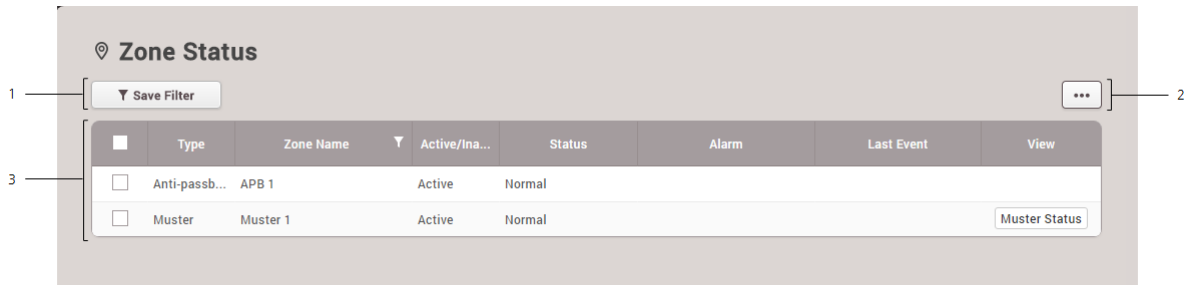 Zone Status
1 Save Filter ••• 2
Type Zone Name Active/Ina... Status Alarm Last Event View
3 Anti-passb... APB 1 Active Normal
Muster Muster 1 Active Normal Muster Status